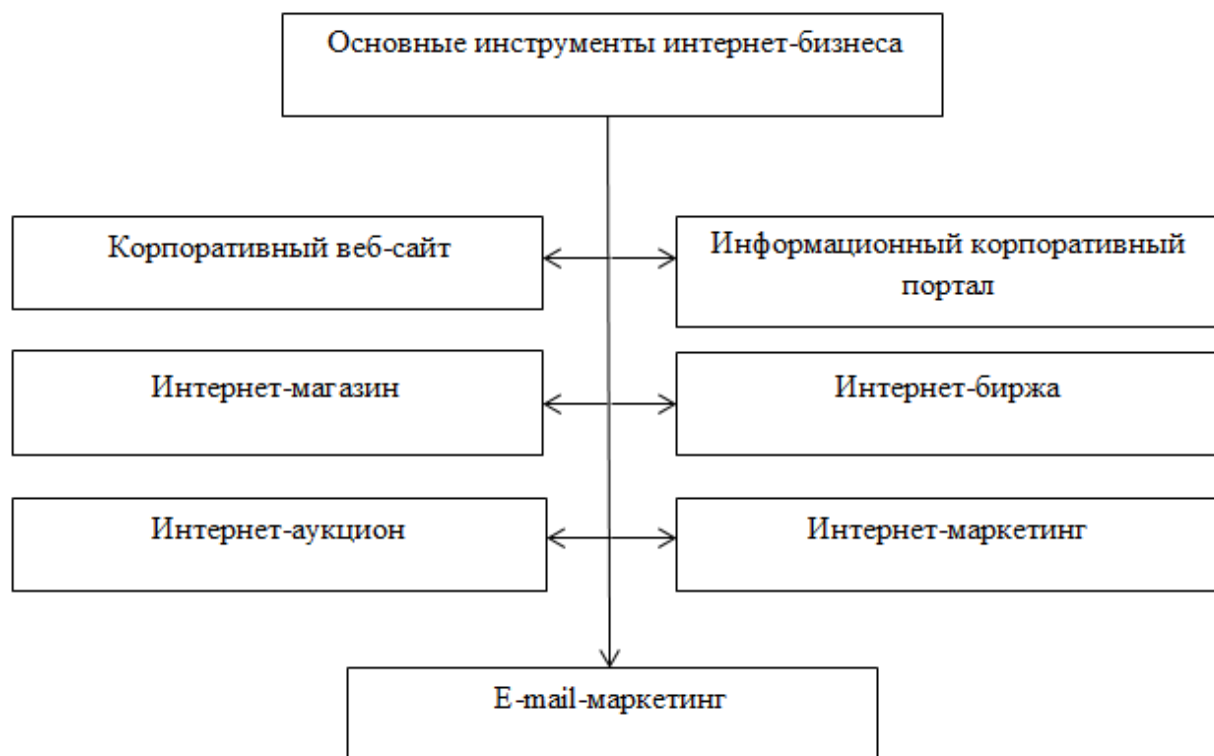 Основные инструменты интернет-бизнеса
Корпоративный веб-сайт
Информационный корпоративный
портал
Интернет-магазин
Интернет-биржа
Интернет-аукцион
Интернет-маркетинг
E-mail-маркетинг